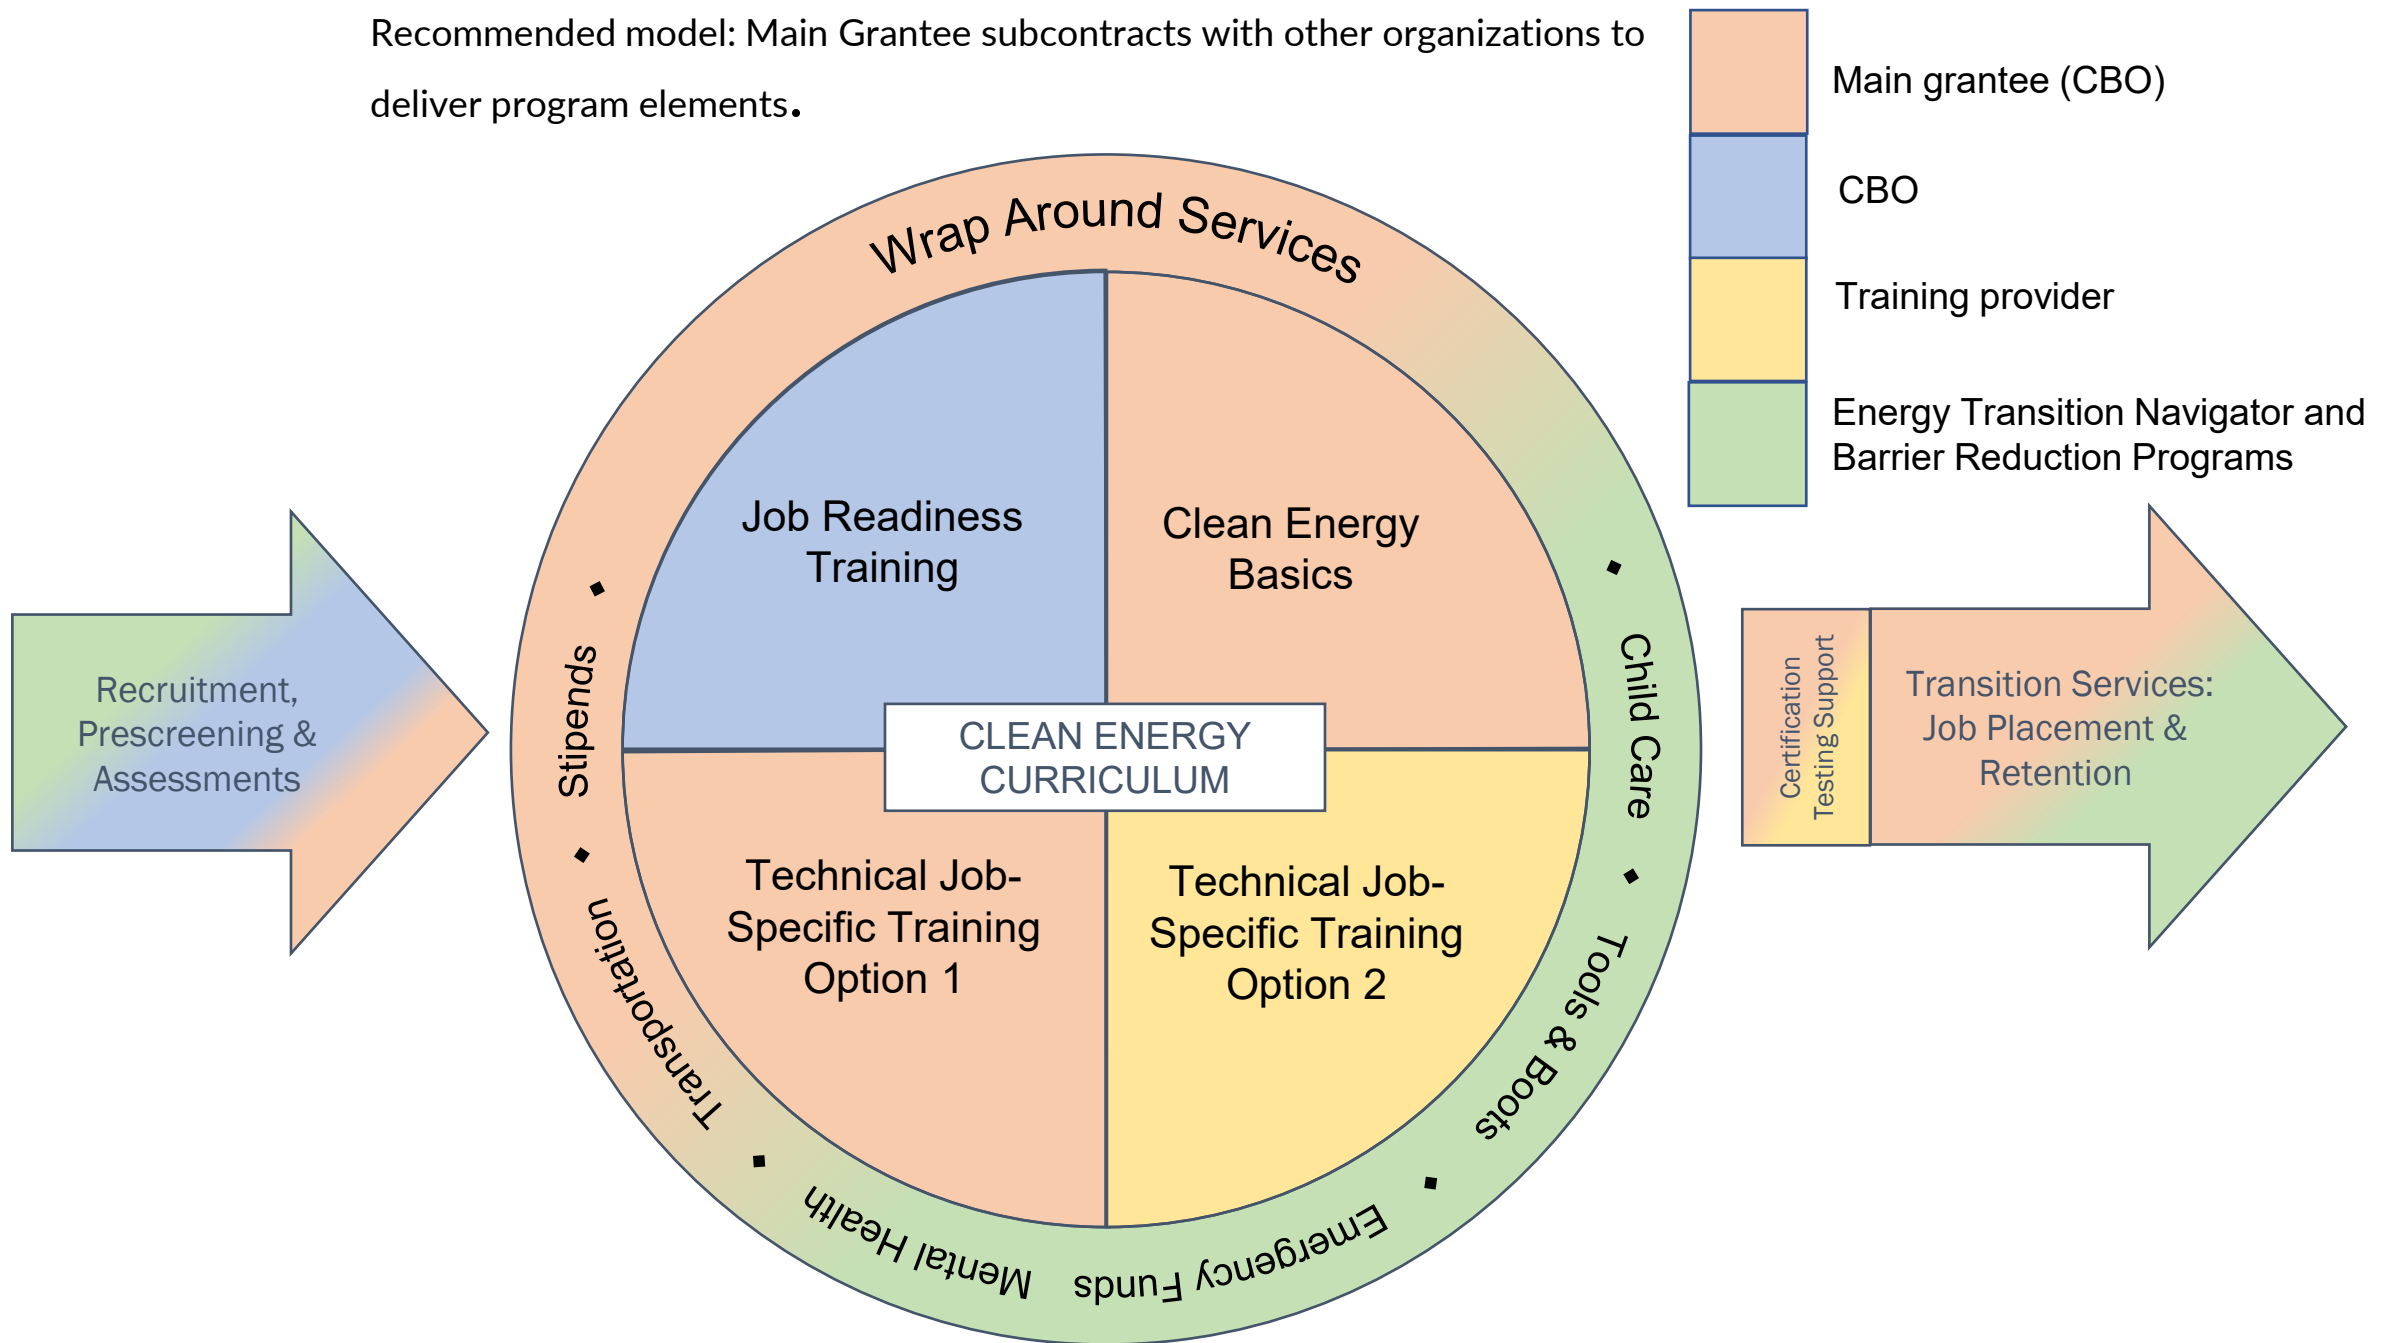 Recommended model: Main Grantee subcontracts with other organizations to
deliver program elements.
Main grantee (CBO)
CBO
Training provider
Energy Transition Navigator and
Barrier Reduction Programs
Wrap Around Services
Job Readiness
Training
Clean Energy
Basics
CLEAN ENERGY
CURRICULUM
Technical Job-
Specific Training
Option 1
Technical Job-
Specific Training
Option 2
◆ Child Care ◆ Tools & Boots ◆ Emergency Funds Mental Health ◆ Transportation ◆ Stipends ◆
Recruitment,
Prescreening &
Assessments
Certification
Testing Support
Transition Services:
Job Placement &
Retention